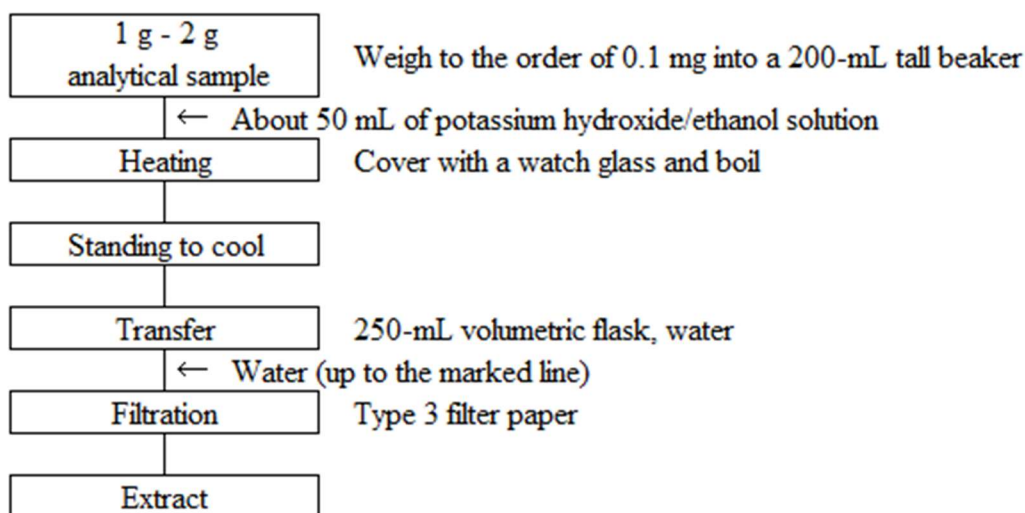 1 g - 2 g
analytical sample
Weigh to the order of 0.1 mg into a 200-mL tall beaker
← About 50 mL of potassium hydroxide/ethanol solution
Heating
Cover with a watch glass and boil
Standing to cool
Transfer
250-mL volumetric flask, water
← Water (up to the marked line)
Filtration
Type 3 filter paper
Extract